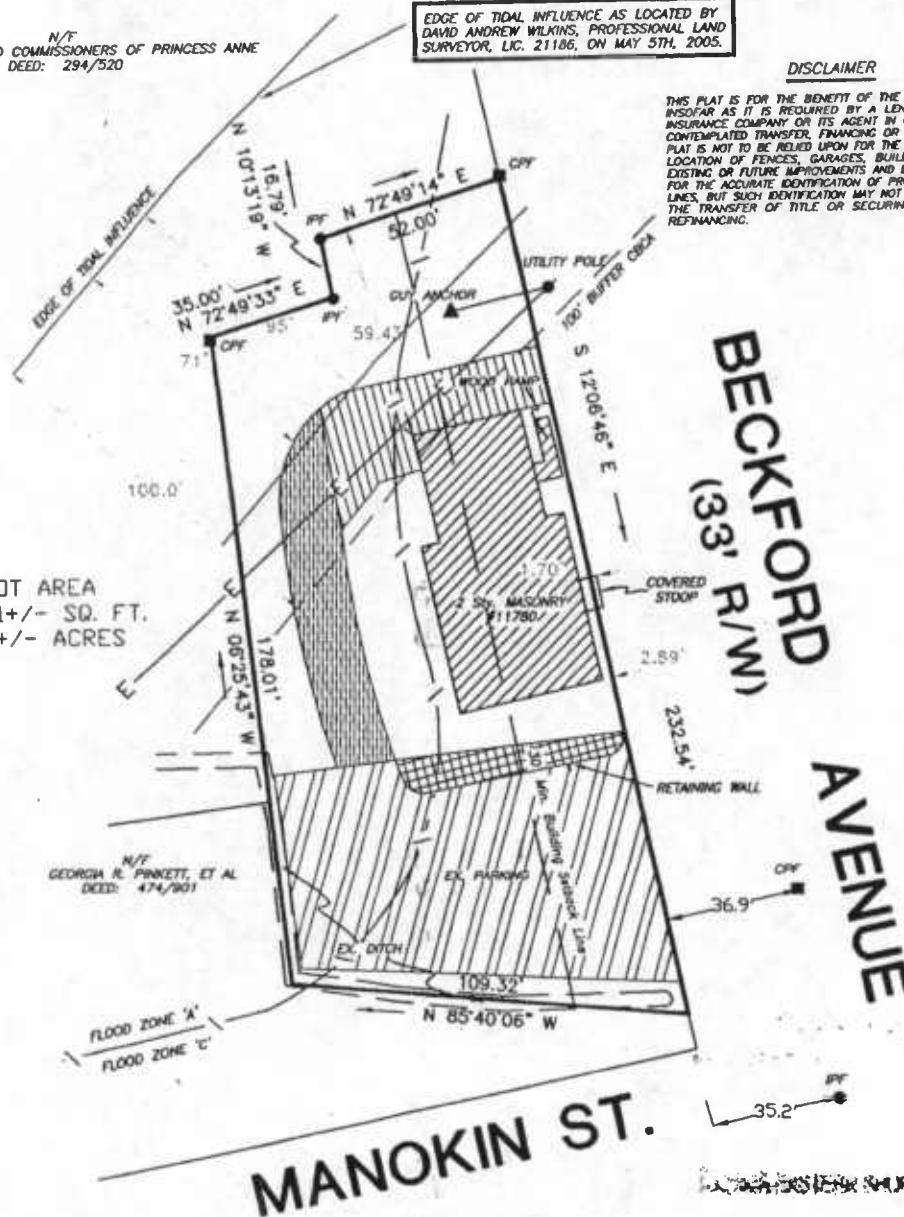 N/F
COMMISSIONERS OF PRINCESS ANNE
DEED: 294/520
EDGE OF TIDAL INFLUENCE AS LOCATED BY
DAVID ANDREW WILKINS, PROFESSIONAL LAND
SURVEYOR, LIC. 21186, ON MAY 5TH, 2005.
DISCLAIMER
THIS PLAT IS FOR THE BENEFIT OF THE
INSOFAR AS IT IS REQUIRED BY A
INSURANCE COMPANY OR ITS AGENT IN
CONTEMPLATED TRANSFER, FINANCING OR
PLAT IS NOT TO BE RELIED UPON FOR THE
LOCATION OF FENCES, GARAGES,
EXISTING OR FUTURE IMPROVEMENTS AND
FOR THE ACCURATE IDENTIFICATION OF
LINES, BUT SUCH IDENTIFICATION MAY NOT
THE TRANSFER OF TITLE OR
REFINANCING.
EDGE OF TIDAL INFLUENCE
N 10°13'19" W
16.79'
IPF
N 72°49'14" E
52.00'
CPF
35.00'
N 72°49'33" E
IPF
CPF
95'
71'
59.43'
GUY ANCHOR
UTILITY POLE
100' BUFFER CBCA
S 12°06'46" E
WOOD RAMP
100.0'
LOT AREA
+/- SQ. FT.
+/- ACRES
E
E
E
E
N 06°25'43" W
178.01'
1.70
2 Sty. MASONRY
#11780
COVERED
STOOP
2.89'
232.54'
BECKFORD
(33' R/W)
AVENUE
RETAINING WALL
30' Min. Building Setback Line
N/F
GEORGIA R. PINKETT, ET AL
DEED: 474/901
EX. PARKING
EX. DITCH
CPF
36.9'
109.32'
N 85°40'06" W
FLOOD ZONE 'A'
FLOOD ZONE 'C'
IPF
35.2'
MANOKIN ST.